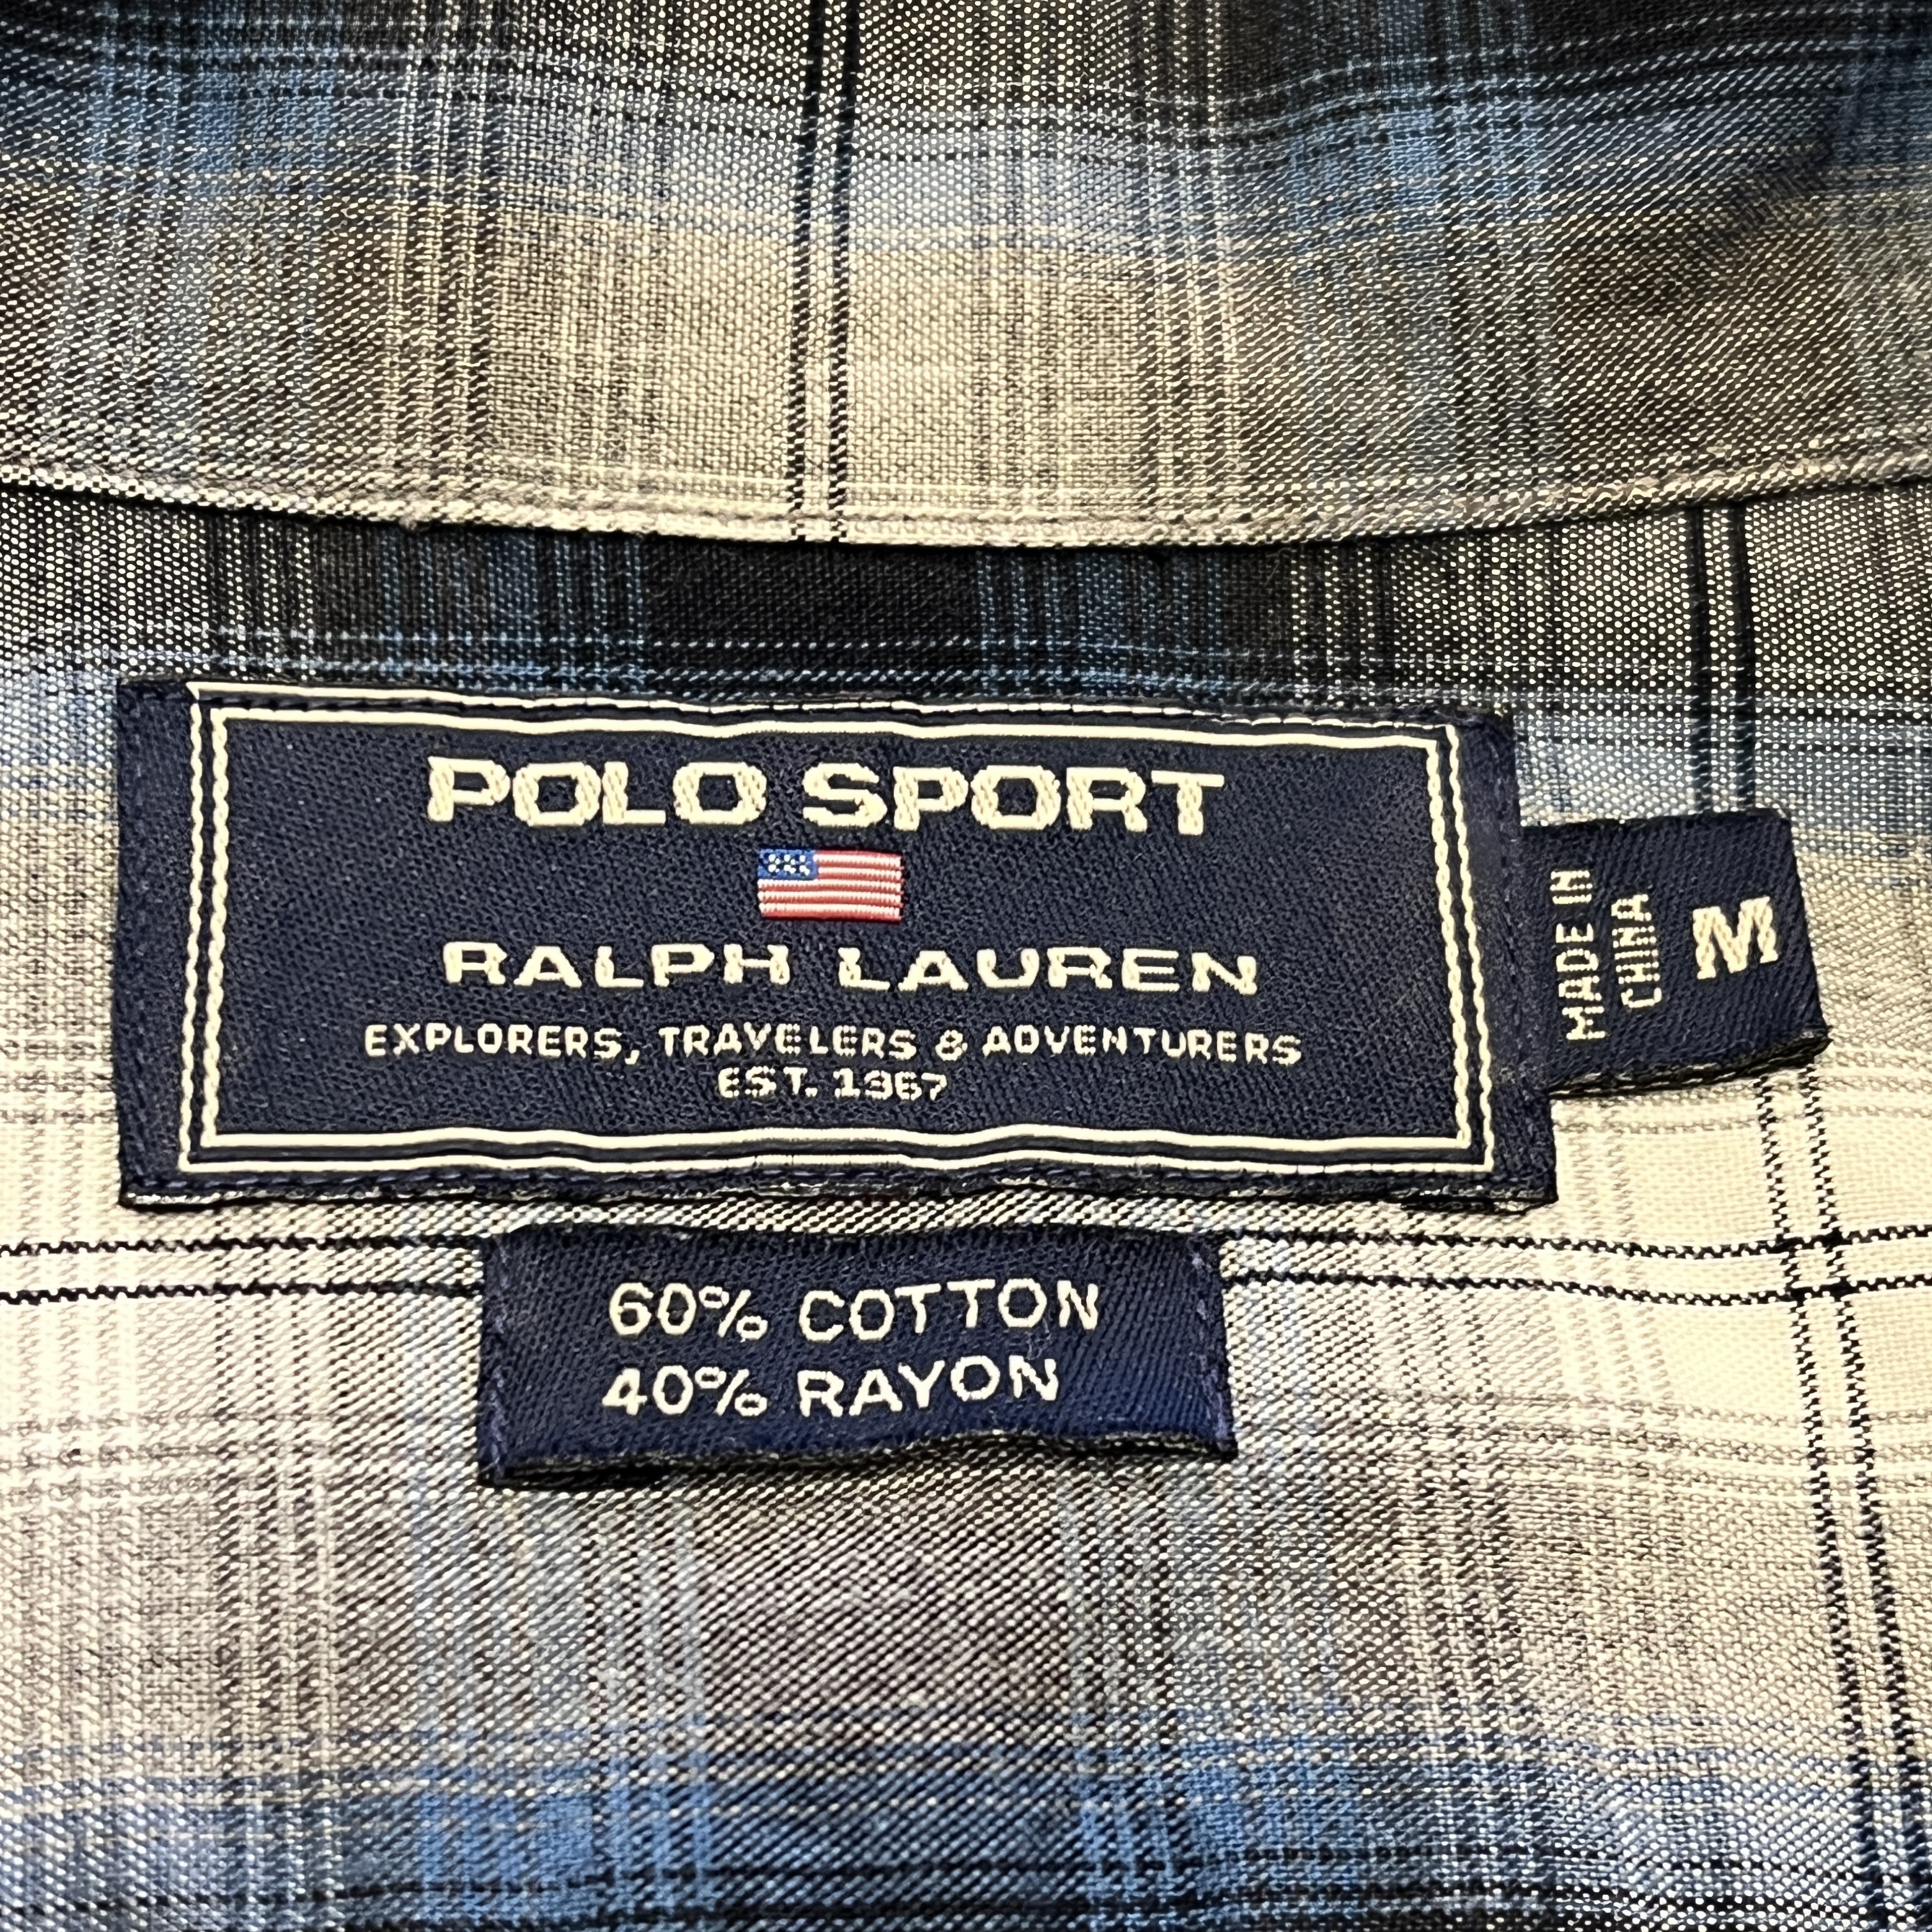 POLO SPORT
RALPH LAUREN
EXPLORERS, TRAVELERS & ADVENTURERS
EST. 1967
MADE IN
CHINA
M
60% COTTON
40% RAYON